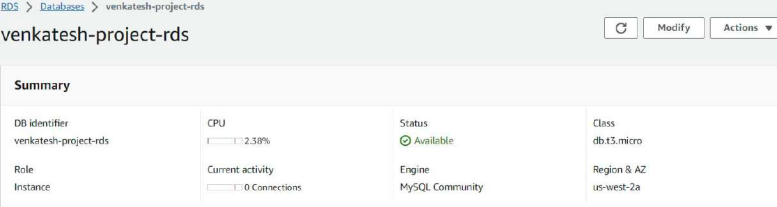 RDS > Databases > venkatesh-project-rds
venkatesh-project-rds
Modify
Actions
Summary
DB identifier CPU Status Class
venkatesh-project-rds 2.38% Available db.t3.micro
Role Current activity Engine Region & AZ
Instance 0 Connections MySQL Community us-west-2a